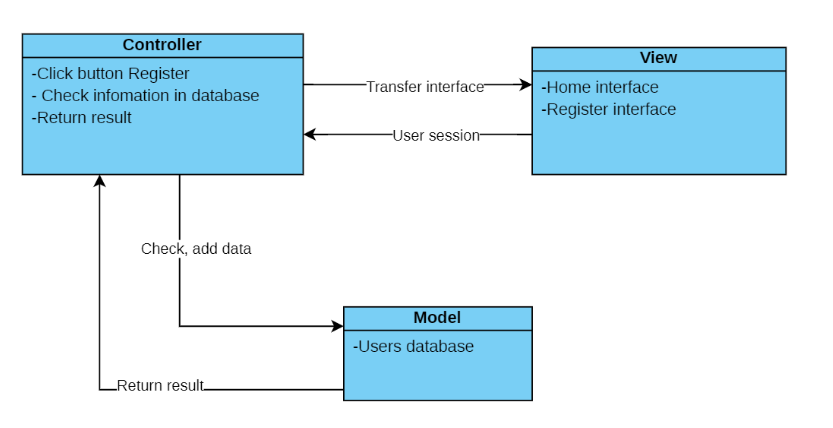 Controller
-Click button Register
- Check infomation in database
-Return result
Transfer interface
User session
View
-Home interface
-Register interface
Check, add data
Model
-Users database
Return result